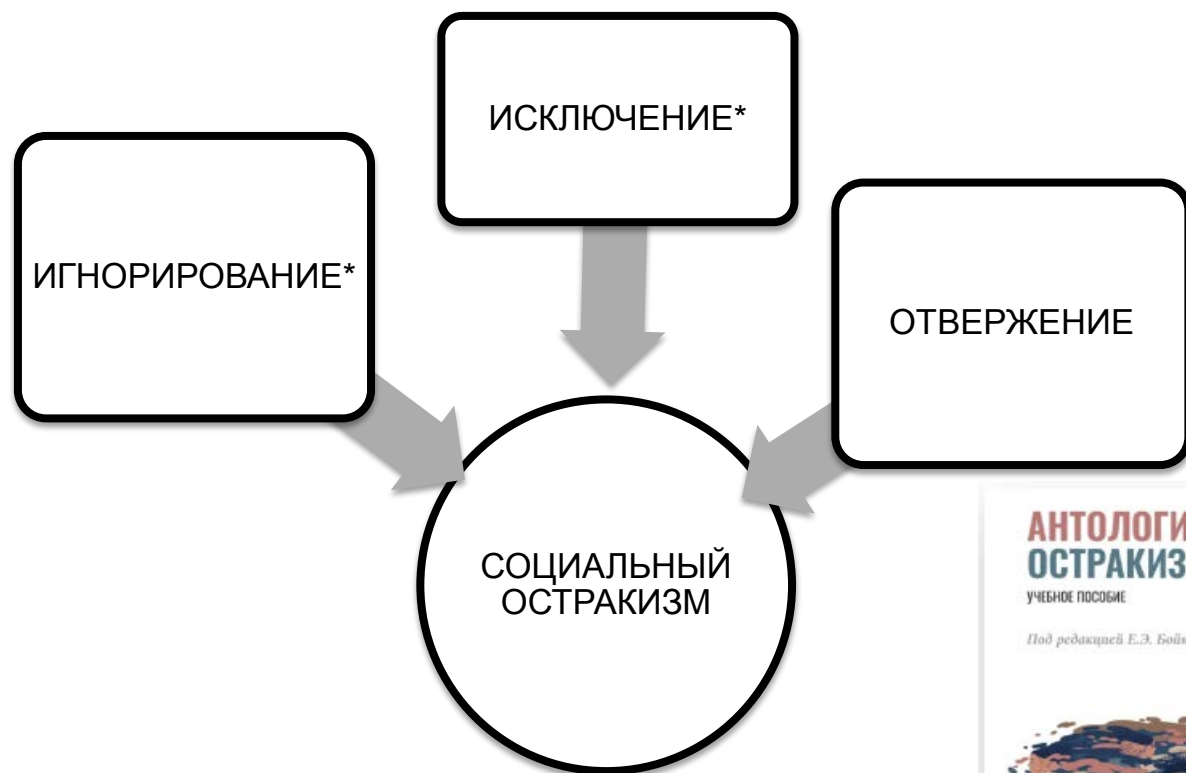 ИСКЛЮЧЕНИЕ*
ИГНОРИРОВАНИЕ*
ОТВЕРЖЕНИЕ
СОЦИАЛЬНЫЙ
ОСТРАКИЗМ
АНТОЛОГИ
ОСТРАКИЗ
УЧЕБНОЕ ПОСОБИЕ
Под редакцией Е.Э.